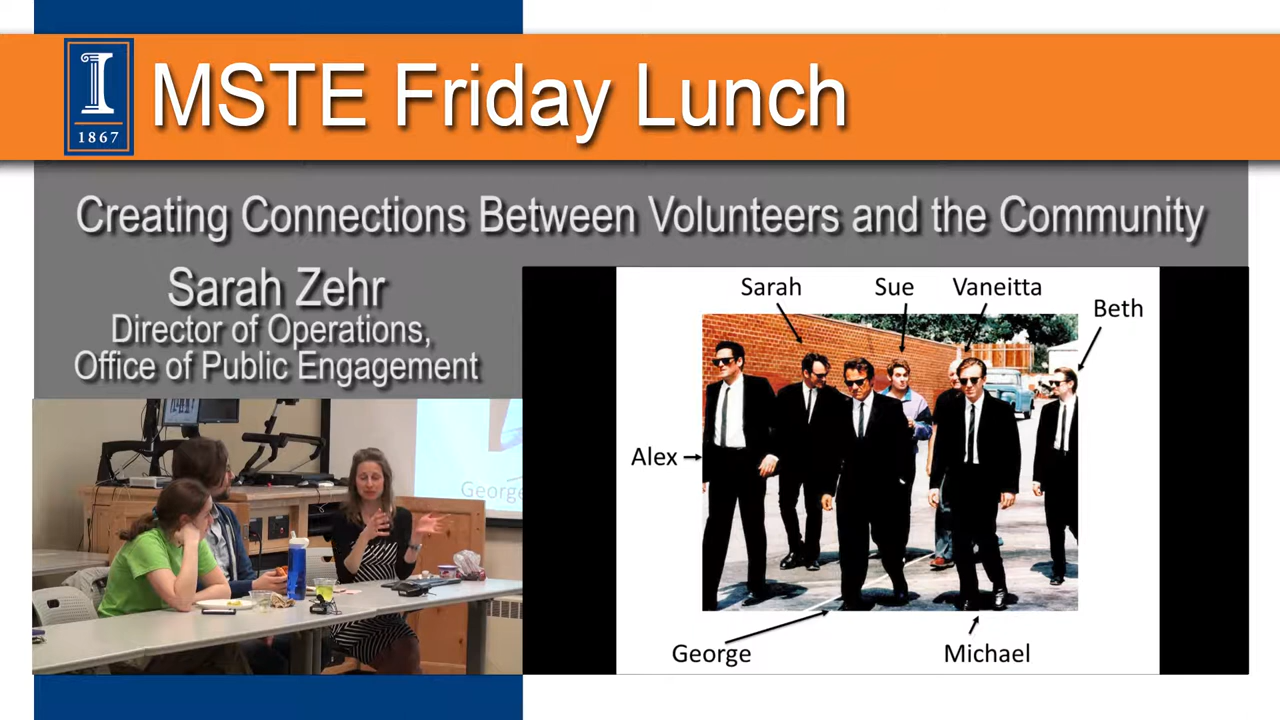 I
1867
MSTE Friday Lunch
Creating Connections Between Volunteers and the Community
Sarah Zehr
Director of Operations,
Office of Public Engagement
Sarah
Sue
Vaneitta
Beth
Alex
George
Michael
George